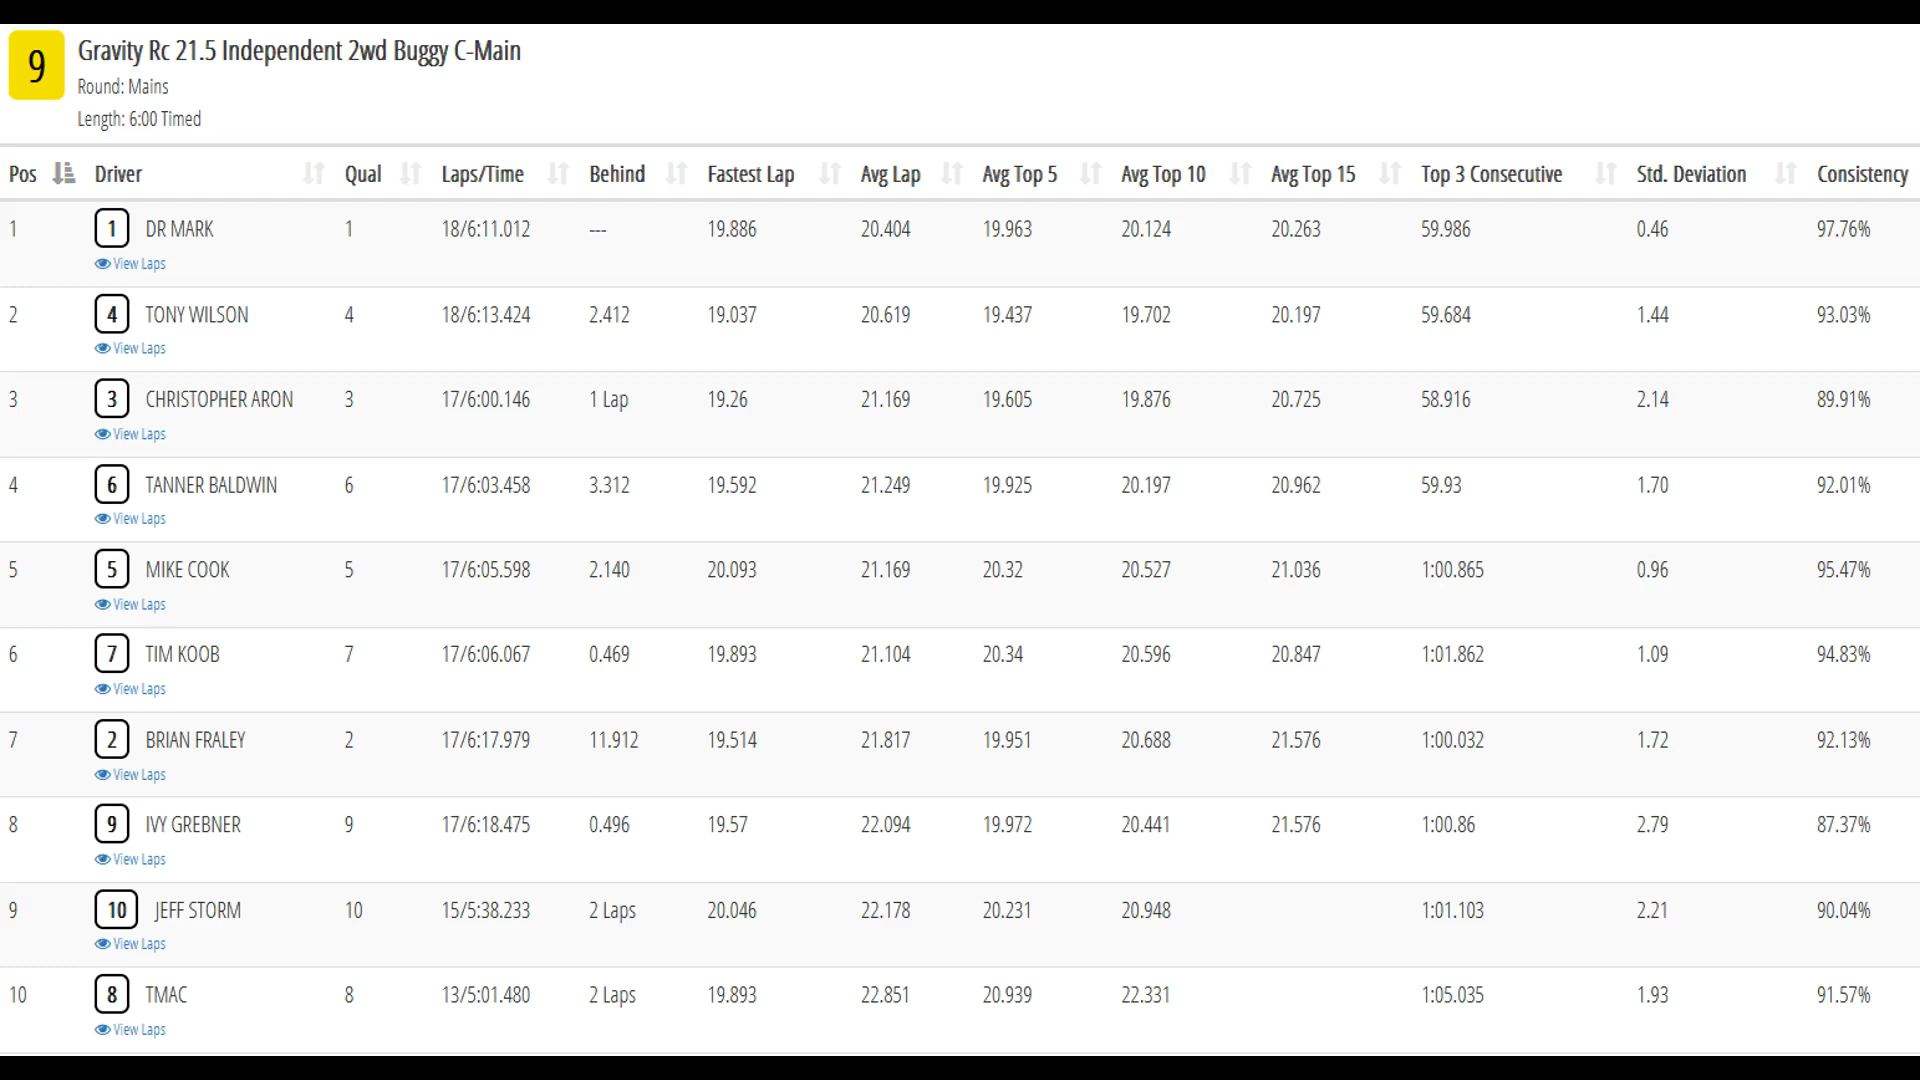 9
Gravity Rc 21.5 Independent 2wd Buggy C-Main
Round: Mains
Length: 6:00 Timed
Pos Driver Qual Laps/Time Behind Fastest Lap Avg Lap Avg Top 5 Avg Top 10 Avg Top 15 Top 3 Consecutive Std. Deviation Consistency
1 1 DR MARK 1 18/6:11.012 --- 19.886 20.404 19.963 20.124 20.263 59.986 0.46 97.76%
View Laps
2 4 TONY WILSON 4 18/6:13.424 2.412 19.037 20.619 19.437 19.702 20.197 59.684 1.44 93.03%
View Laps
3 3 CHRISTOPHER ARON 3 17/6:00.146 1 Lap 19.26 21.169 19.605 19.876 20.725 58.916 2.14 89.91%
View Laps
4 6 TANNER BALDWIN 6 17/6:03.458 3.312 19.592 21.249 19.925 20.197 20.962 59.93 1.70 92.01%
View Laps
5 5 MIKE COOK 5 17/6:05.598 2.140 20.093 21.169 20.32 20.527 21.036 1:00.865 0.96 95.47%
View Laps
6 7 TIM KOOB 7 17/6:06.067 0.469 19.893 21.104 20.34 20.596 20.847 1:01.862 1.09 94.83%
View Laps
7 2 BRIAN FRALEY 2 17/6:17.979 11.912 19.514 21.817 19.951 20.688 21.576 1:00.032 1.72 92.13%
View Laps
8 9 IVY GREBNER 9 17/6:18.475 0.496 19.57 22.094 19.972 20.441 21.576 1:00.86 2.79 87.37%
View Laps
9 10 JEFF STORM 10 15/5:38.233 2 Laps 20.046 22.178 20.231 20.948 1:01.103 2.21 90.04%
View Laps
10 8 TMAC 8 13/5:01.480 2 Laps 19.893 22.851 20.939 22.331 1:05.035 1.93 91.57%
View Laps